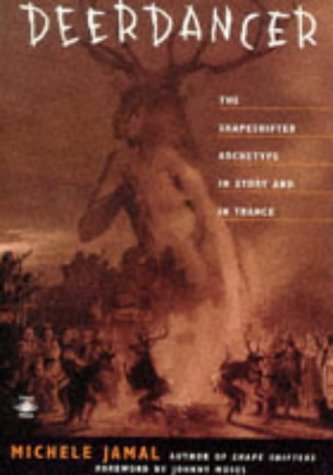 DEERDANCER
THE
SHAPESHIFTER
ARCHETYPE
IN STORY AND
IN TRANCE
MICHELE JAMAL AUTHOR OF SHAPE SHIFTERS
FOREWORD BY JOHNNY MOSES